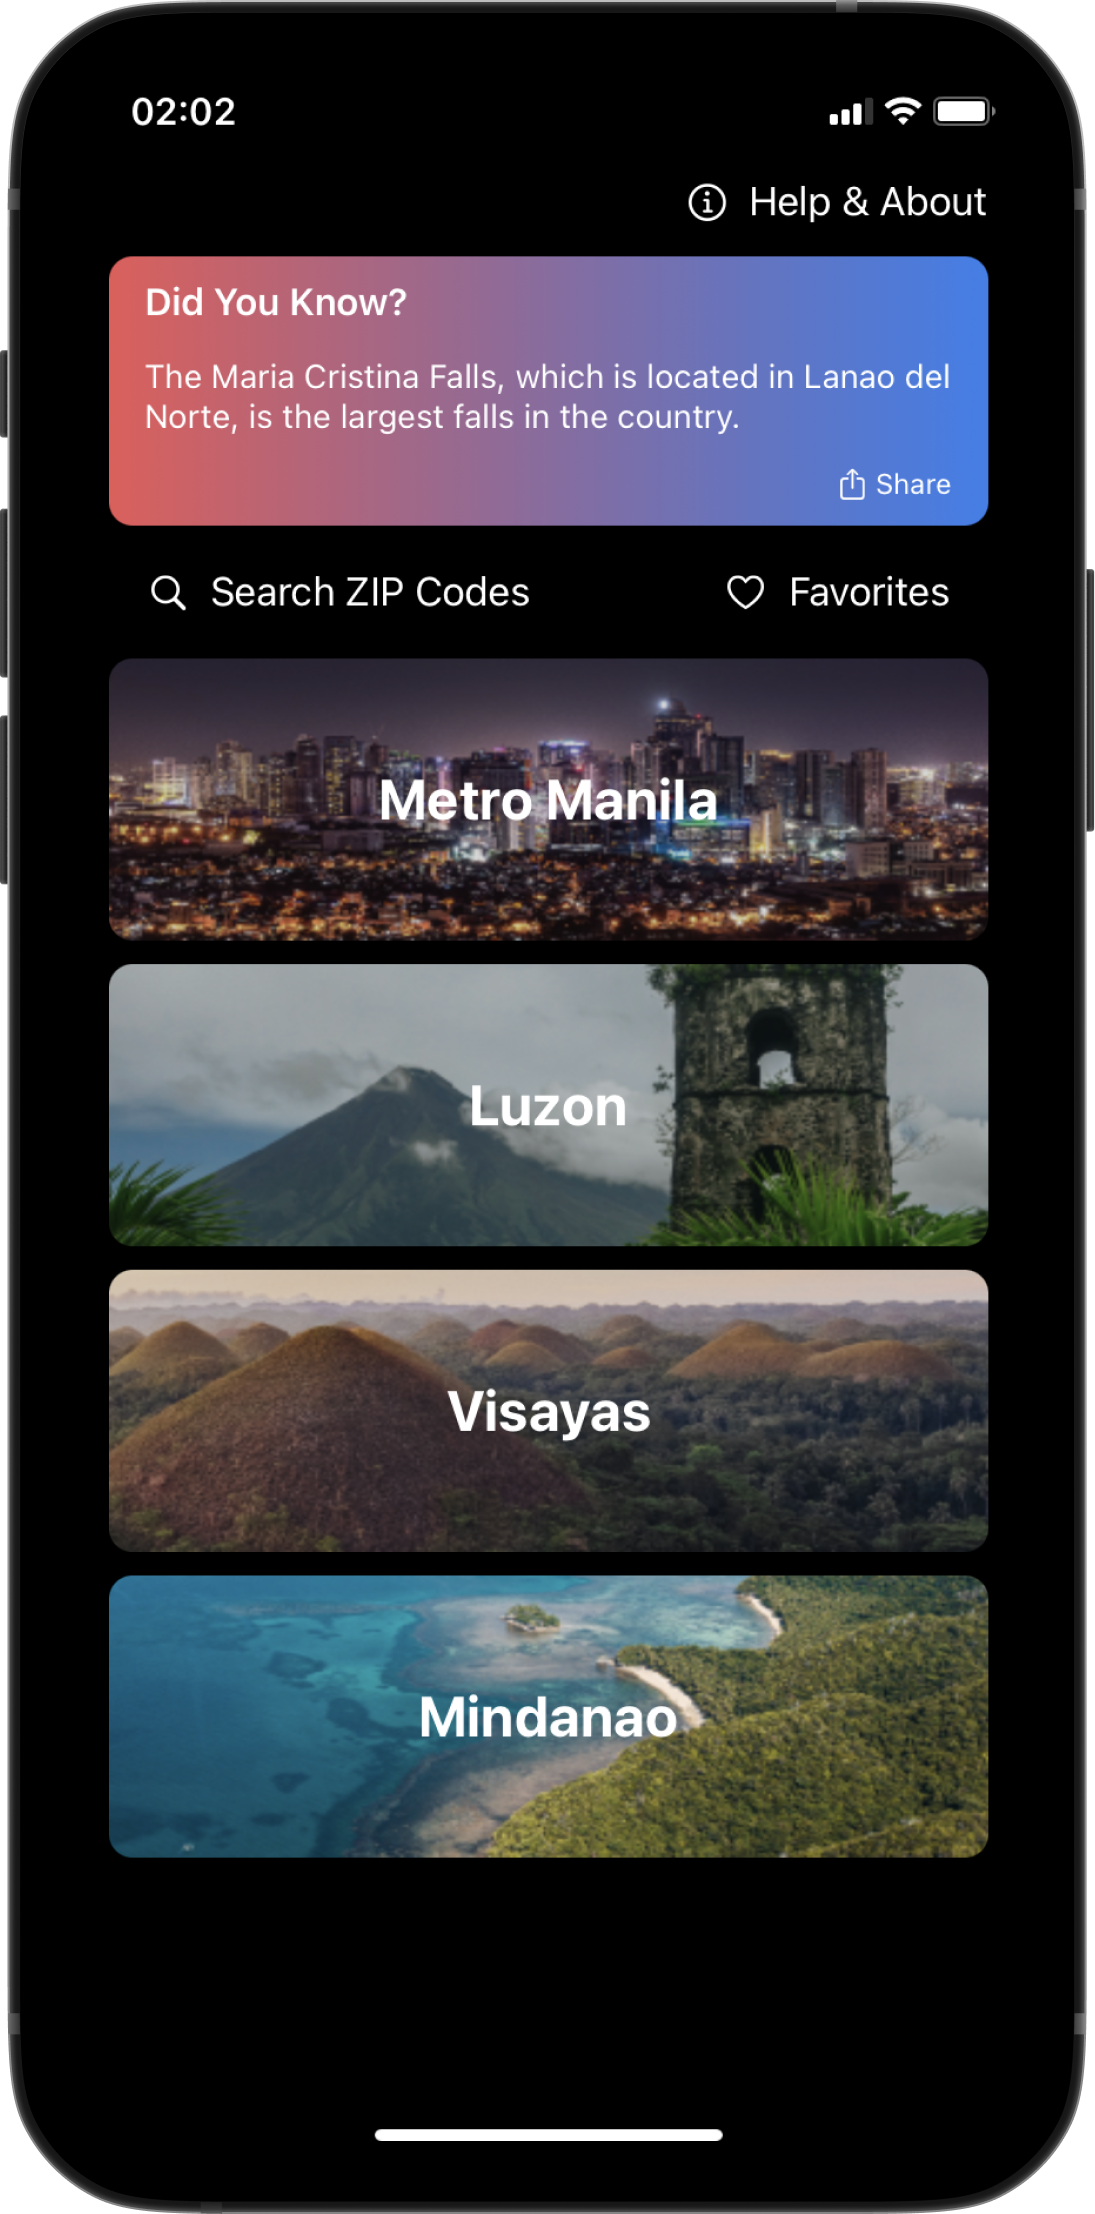 02:02
Help & About
Did You Know?
The Maria Cristina Falls, which is located in Lanao del
Norte, is the largest falls in the country.
Share
Search ZIP Codes
Favorites
Metro Manila
Luzon
Visayas
Mindanao